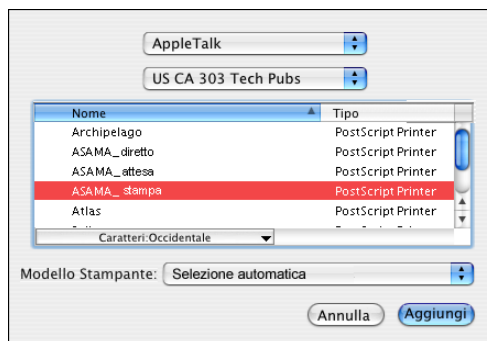 AppleTalk
US CA 303 Tech Pubs
Nome Tipo
Archipelago PostScript Printer
ASAMA_diretto PostScript Printer
ASAMA_attesa PostScript Printer
ASAMA_ stampa PostScript Printer
Atlas PostScript Printer
Caratteri:Occidentale
Modello Stampante: Selezione automatica
Annulla Aggiungi